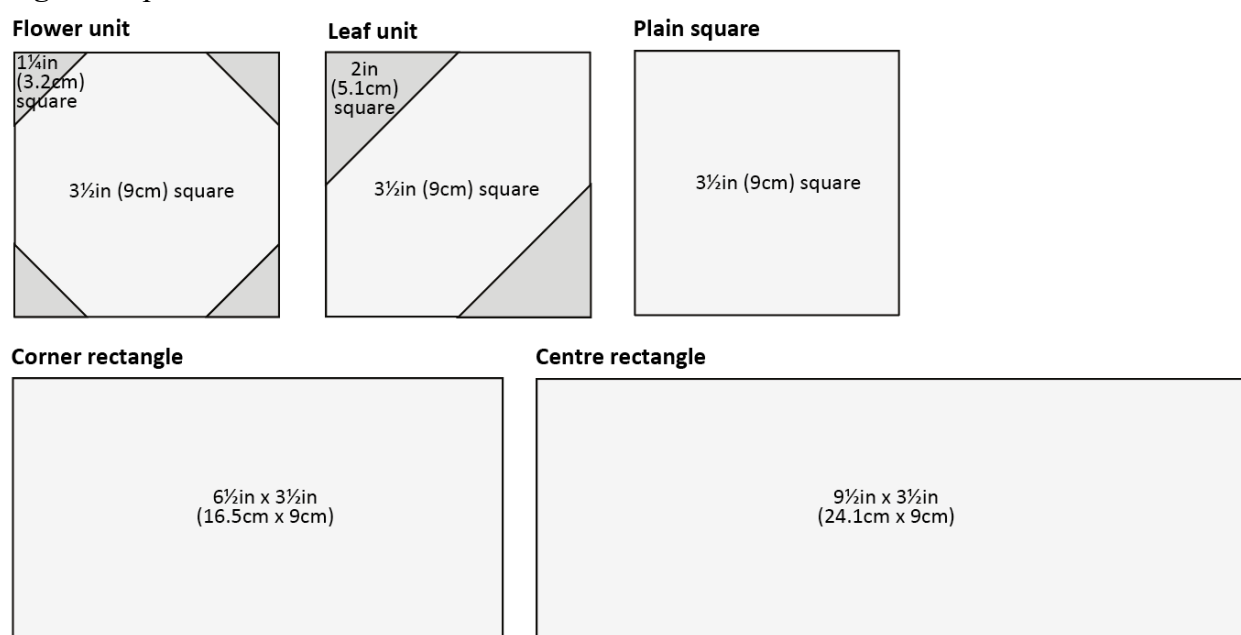 Flower unit
Leaf unit
Plain square
1¼in
(3.2cm)
square
3½in (9cm) square
2in
(5.1cm)
square
3½in (9cm) square
3½in (9cm) square
Corner rectangle
Centre rectangle
6½in x 3½in
(16.5cm x 9cm)
9½in x 3½in
(24.1cm x 9cm)